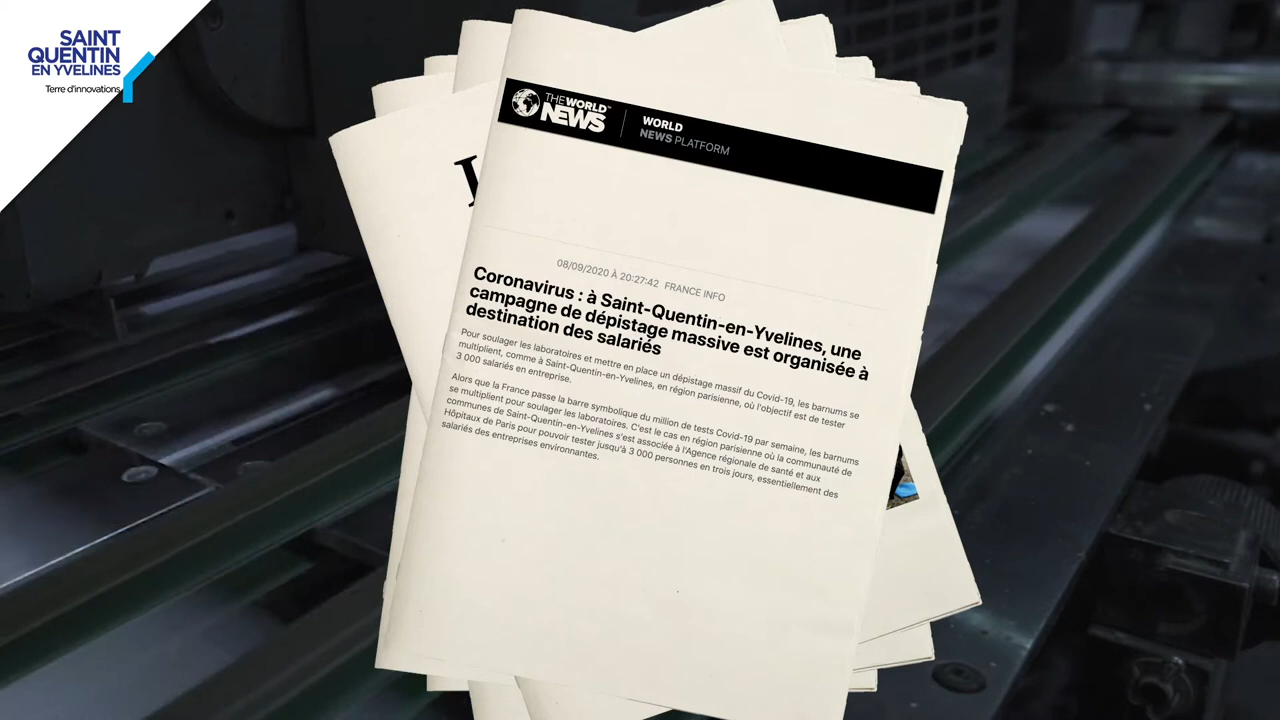 SAINT
QUENTIN
EN YVELINES
Terre d'innovations
THE WORLD™
NEWS
WORLD
NEWS PLATFORM
08/09/2020 À 20:27:42 FRANCE INFO
Coronavirus : à Saint-Quentin-en-Yvelines, une
campagne de dépistage massive est organisée à
destination des salariés
Pour soulager les laboratoires et mettre en place un dépistage massif du Covid-19, les barnums se
multiplient, comme à Saint-Quentin-en-Yvelines, en région parisienne, où l'objectif est de tester
3 000 salariés en entreprise.
Alors que la France passe la barre symbolique du million de tests Covid-19 par semaine, les barnums
se multiplient pour soulager les laboratoires. C'est le cas en région parisienne où la communauté de
communes de Saint-Quentin-en-Yvelines s'est associée à l'Agence régionale de santé et aux
Hôpitaux de Paris pour pouvoir tester jusqu'à 3 000 personnes en trois jours, essentiellement des
salariés des entreprises environnantes.